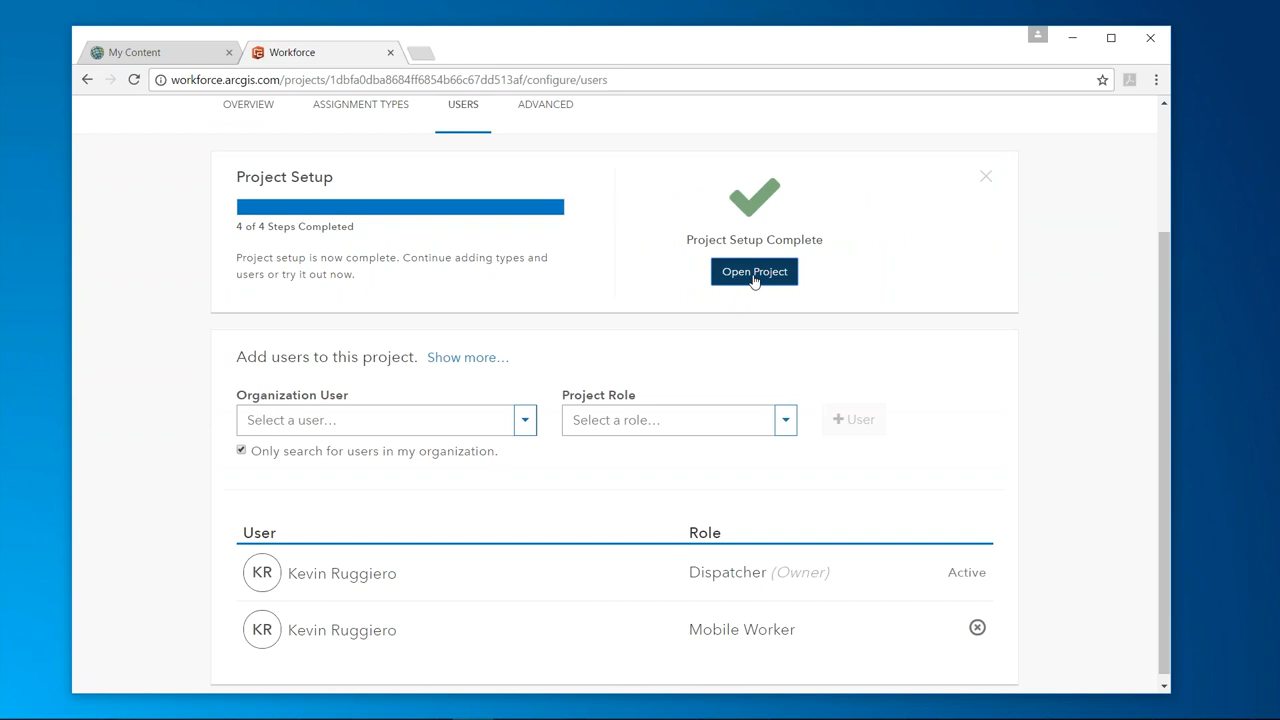 My Content
Workforce
workforce.arcgis.com/projects/1dbfa0dba8684ff6854b66c67dd513af/configure/users
OVERVIEW ASSIGNMENT TYPES USERS ADVANCED
Project Setup
4 of 4 Steps Completed
Project setup is now complete. Continue adding types and
users or try it out now.
Project Setup Complete
Open Project
Add users to this project. Show more…
Organization User
Select a user…
Only search for users in my organization.
Project Role
Select a role…
+ User
User Role
KR Kevin Ruggiero Dispatcher (Owner) Active
KR Kevin Ruggiero Mobile Worker